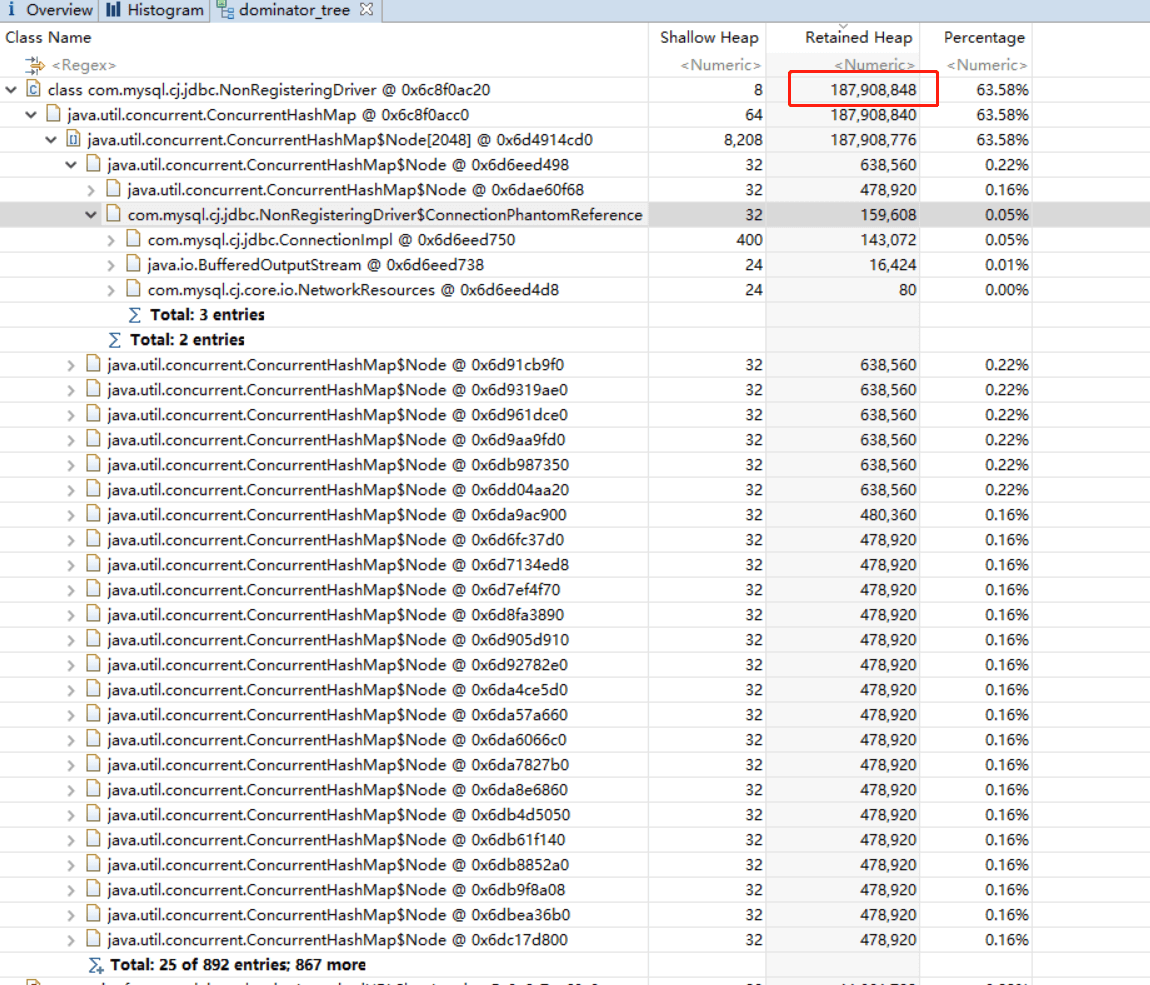 Overview Histogram dominator_tree
Class Name Shallow Heap Retained Heap Percentage
<Regex> <Numeric> <Numeric> <Numeric>
class com.mysql.cj.jdbc.NonRegisteringDriver @ 0x6c8f0ac20 8 187,908,848 63.58%
java.util.concurrent.ConcurrentHashMap @ 0x6c8f0acc0 64 187,908,840 63.58%
java.util.concurrent.ConcurrentHashMap$Node[2048] @ 0x6d4914cd0 8,208 187,908,776 63.58%
java.util.concurrent.ConcurrentHashMap$Node @ 0x6d6eed498 32 638,560 0.22%
java.util.concurrent.ConcurrentHashMap$Node @ 0x6dae60f68 32 478,920 0.16%
com.mysql.cj.jdbc.NonRegisteringDriver$ConnectionPhantomReference 32 159,608 0.05%
com.mysql.cj.jdbc.ConnectionImpl @ 0x6d6eed750 400 143,072 0.05%
java.io.BufferedOutputStream @ 0x6d6eed738 24 16,424 0.01%
com.mysql.cj.core.io.NetworkResources @ 0x6d6eed4d8 24 80 0.00%
Total: 3 entries
Total: 2 entries
java.util.concurrent.ConcurrentHashMap$Node @ 0x6d91cb9f0 32 638,560 0.22%
java.util.concurrent.ConcurrentHashMap$Node @ 0x6d9319ae0 32 638,560 0.22%
java.util.concurrent.ConcurrentHashMap$Node @ 0x6d961dce0 32 638,560 0.22%
java.util.concurrent.ConcurrentHashMap$Node @ 0x6d9aa9fd0 32 638,560 0.22%
java.util.concurrent.ConcurrentHashMap$Node @ 0x6db987350 32 638,560 0.22%
java.util.concurrent.ConcurrentHashMap$Node @ 0x6dd04aa20 32 638,560 0.22%
java.util.concurrent.ConcurrentHashMap$Node @ 0x6da9ac900 32 480,360 0.16%
java.util.concurrent.ConcurrentHashMap$Node @ 0x6d6fc37d0 32 478,920 0.16%
java.util.concurrent.ConcurrentHashMap$Node @ 0x6d7134ed8 32 478,920 0.16%
java.util.concurrent.ConcurrentHashMap$Node @ 0x6d7ef4f70 32 478,920 0.16%
java.util.concurrent.ConcurrentHashMap$Node @ 0x6d8fa3890 32 478,920 0.16%
java.util.concurrent.ConcurrentHashMap$Node @ 0x6d905d910 32 478,920 0.16%
java.util.concurrent.ConcurrentHashMap$Node @ 0x6d92782e0 32 478,920 0.16%
java.util.concurrent.ConcurrentHashMap$Node @ 0x6da4ce5d0 32 478,920 0.16%
java.util.concurrent.ConcurrentHashMap$Node @ 0x6da57a660 32 478,920 0.16%
java.util.concurrent.ConcurrentHashMap$Node @ 0x6da6066c0 32 478,920 0.16%
java.util.concurrent.ConcurrentHashMap$Node @ 0x6da7827b0 32 478,920 0.16%
java.util.concurrent.ConcurrentHashMap$Node @ 0x6da8e6860 32 478,920 0.16%
java.util.concurrent.ConcurrentHashMap$Node @ 0x6db4d5050 32 478,920 0.16%
java.util.concurrent.ConcurrentHashMap$Node @ 0x6db61f140 32 478,920 0.16%
java.util.concurrent.ConcurrentHashMap$Node @ 0x6db8852a0 32 478,920 0.16%
java.util.concurrent.ConcurrentHashMap$Node @ 0x6db9f8a08 32 478,920 0.16%
java.util.concurrent.ConcurrentHashMap$Node @ 0x6dbea36b0 32 478,920 0.16%
java.util.concurrent.ConcurrentHashMap$Node @ 0x6dc17d800 32 478,920 0.16%
Total: 25 of 892 entries; 867 more